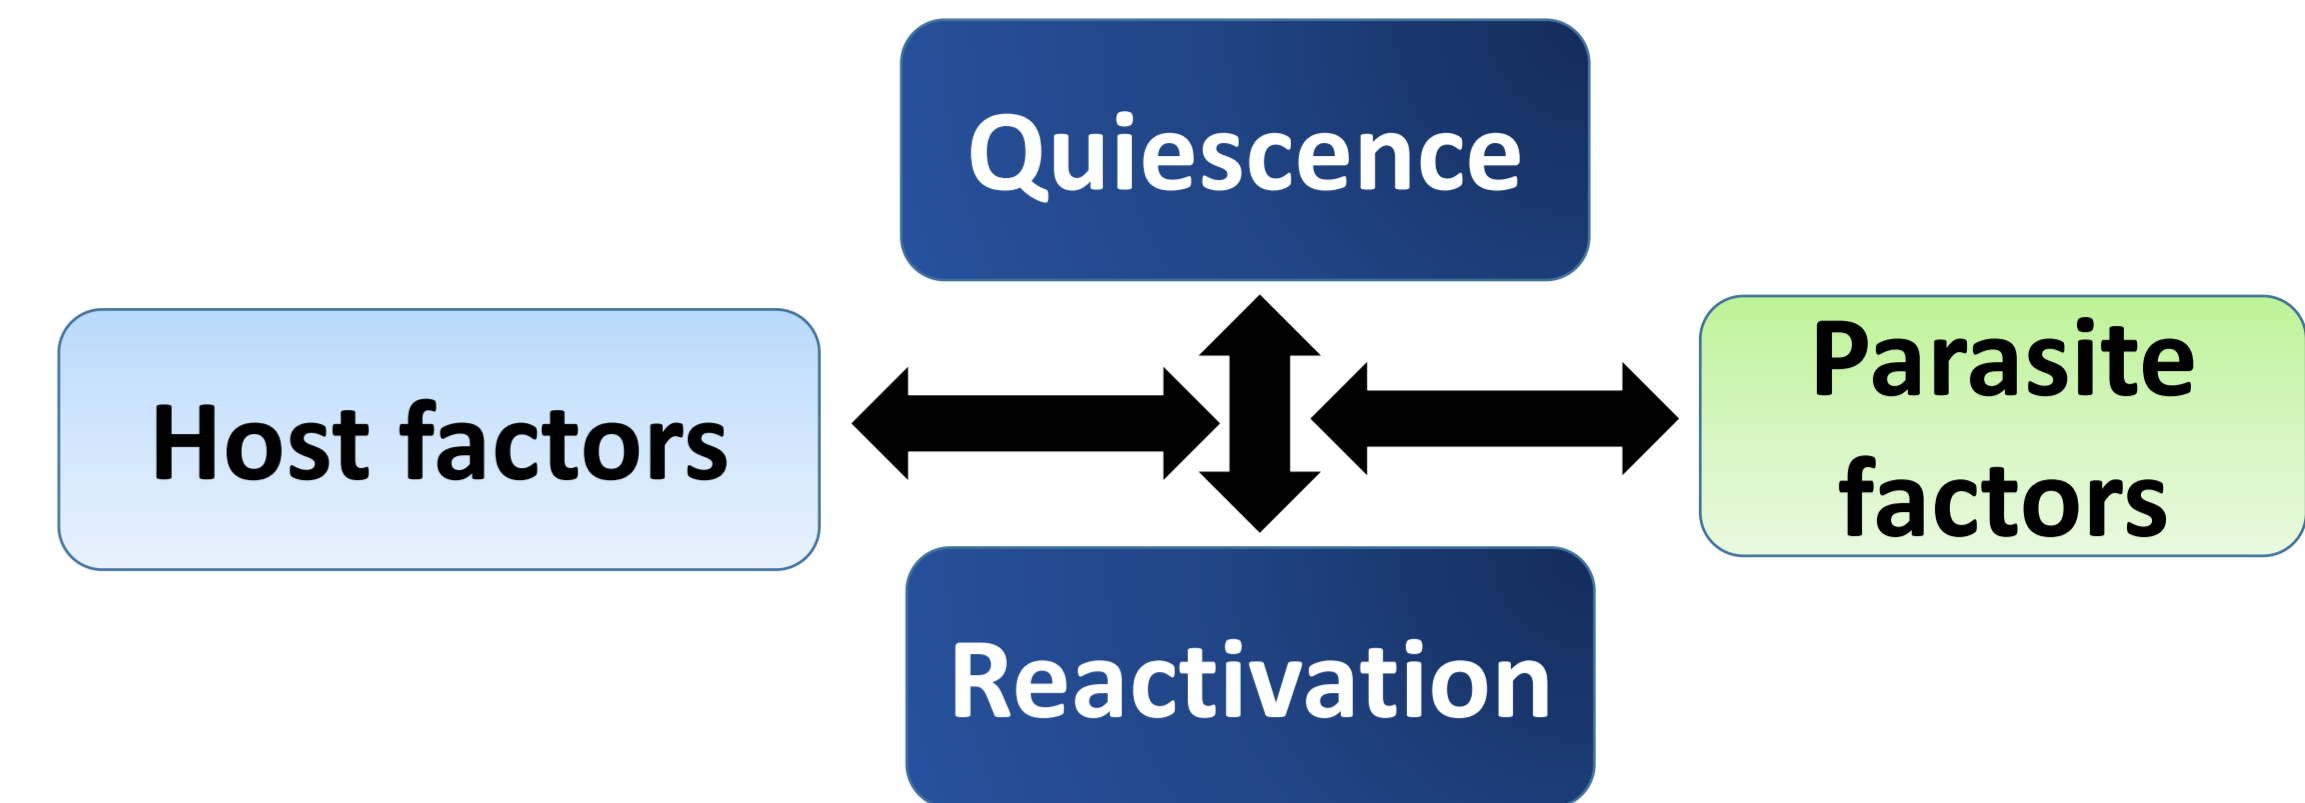 Quiescence
Host factors
Parasite
factors
Reactivation